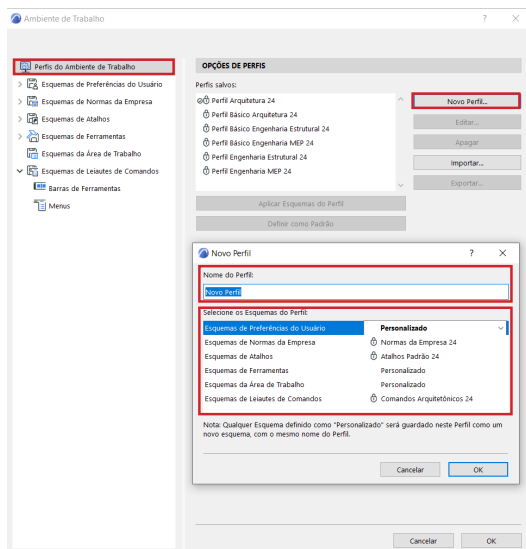 Ambiente de Trabalho
Perfis do Ambiente de Trabalho
Esquemas de Preferências do Usuário
Esquemas de Normas da Empresa
Esquemas de Atalhos
Esquemas de Ferramentas
Esquemas da Área de Trabalho
Esquemas de Leiautes de Comandos
Barras de Ferramentas
Menus
OPÇÕES DE PERFIS
Perfis salvos:
Perfil Arquitetura 24
Perfil Básico Arquitetura 24
Perfil Básico Engenharia Estrutural 24
Perfil Básico Engenharia MEP 24
Perfil Engenharia Estrutural 24
Perfil Engenharia MEP 24
Novo Perfil...
Editar...
Apagar
Importar...
Exportar...
Aplicar Esquemas do Perfil
Definir como Padrão
Novo Perfil
Nome do Perfil:
Novo Perfil
Selecione os Esquemas do Perfil:
Esquemas de Preferências do Usuário Personalizado
Esquemas de Normas da Empresa Normas da Empresa 24
Esquemas de Atalhos Atalhos Padrão 24
Esquemas de Ferramentas Personalizado
Esquemas da Área de Trabalho Personalizado
Esquemas de Leiautes de Comandos Comandos Arquitetônicos 24
Nota: Qualquer Esquema definido como "Personalizado" será guardado neste Perfil como um
novo esquema, com o mesmo nome do Perfil.
Cancelar OK
Cancelar OK